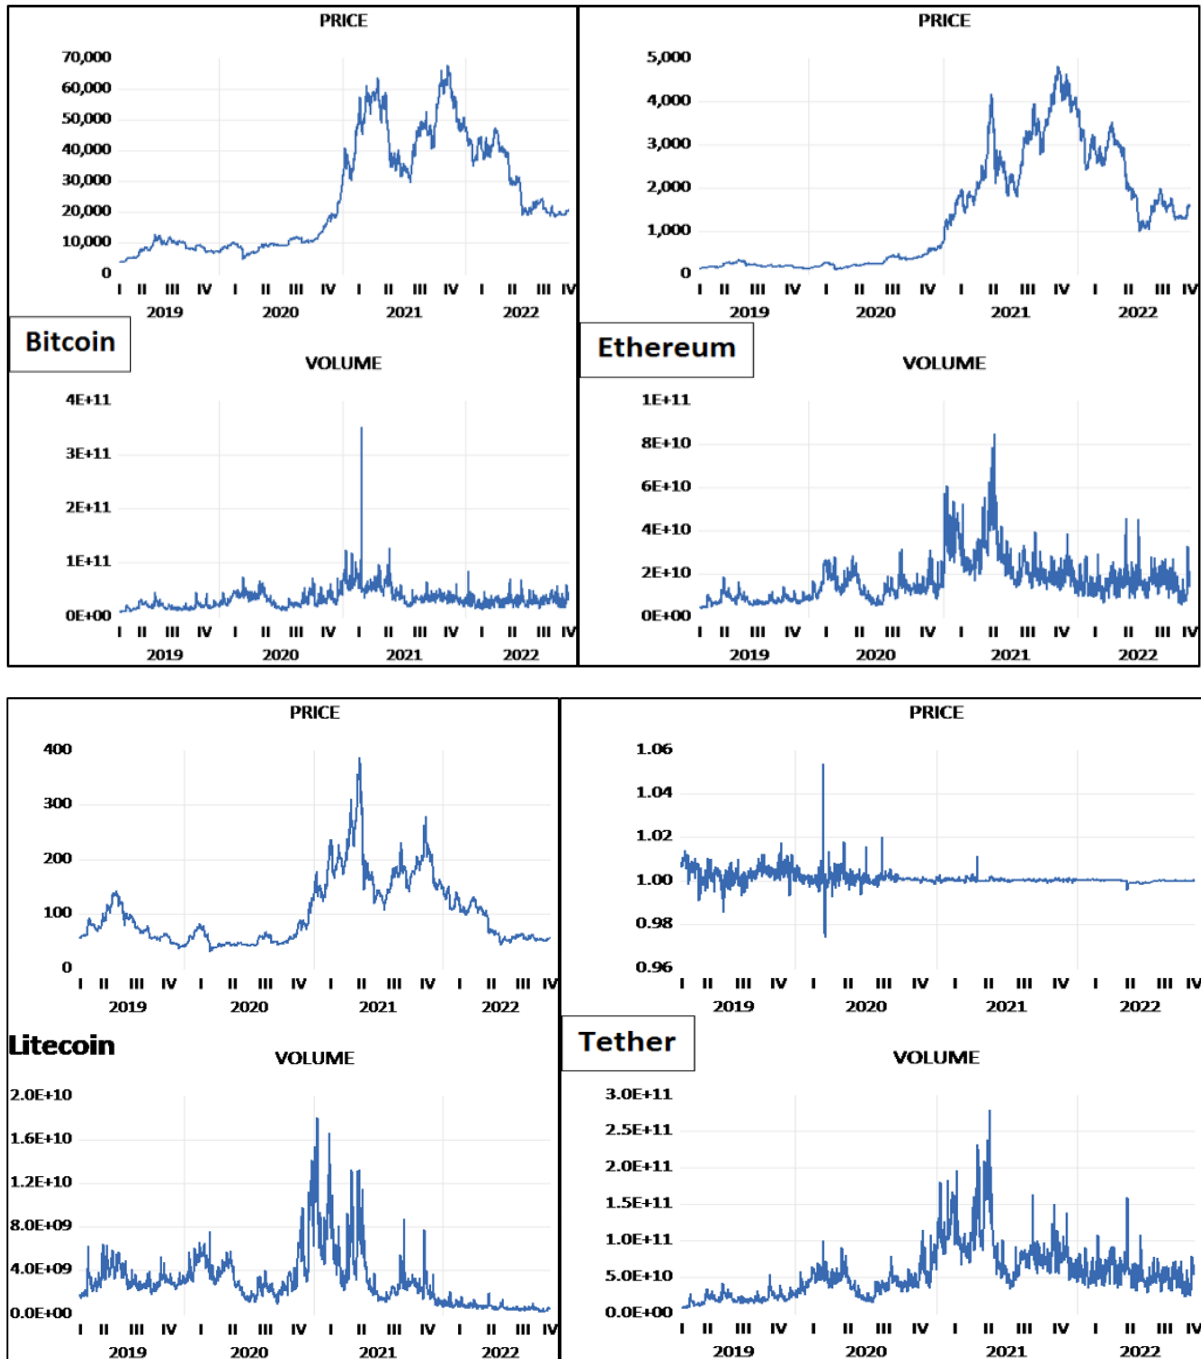 PRICE
70,000
60,000
50,000
40,000
30,000
20,000
10,000
0
I II III IV I II III IV I II III IV I II III IV
2019 2020 2021 2022
Bitcoin
VOLUME
4E+11
3E+11
2E+11
1E+11
0E+00
I II III IV I II III IV I II III IV I II III IV
2019 2020 2021 2022
PRICE
5,000
4,000
3,000
2,000
1,000
0
I II III IV I II III IV I II III IV I II III IV
2019 2020 2021 2022
Ethereum
VOLUME
1E+11
8E+10
6E+10
4E+10
2E+10
0E+00
I II III IV I II III IV I II III IV I II III IV
2019 2020 2021 2022
PRICE
400
300
200
100
0
I II III IV I II III IV I II III IV I II III IV
2019 2020 2021 2022
Litecoin
VOLUME
2.0E+10
1.6E+10
1.2E+10
8.0E+09
4.0E+09
0.0E+00
I II III IV I II III IV I II III IV I II III IV
2019 2020 2021 2022
PRICE
1.06
1.04
1.02
1.00
0.98
0.96
I II III IV I II III IV I II III IV I II III IV
2019 2020 2021 2022
Tether
VOLUME
3.0E+11
2.5E+11
2.0E+11
1.5E+11
1.0E+11
5.0E+10
0.0E+00
I II III IV I II III IV I II III IV I II III IV
2019 2020 2021 2022